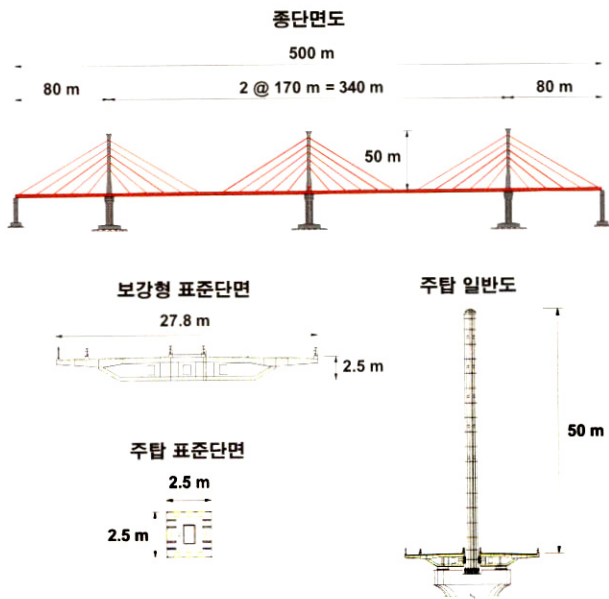 종단면도
500 m
80 m
2 @ 170 m = 340 m
80 m
50 m
보강형 표준단면
27.8 m
2.5 m
주탑 일반도
50 m
주탑 표준단면
2.5 m
2.5 m